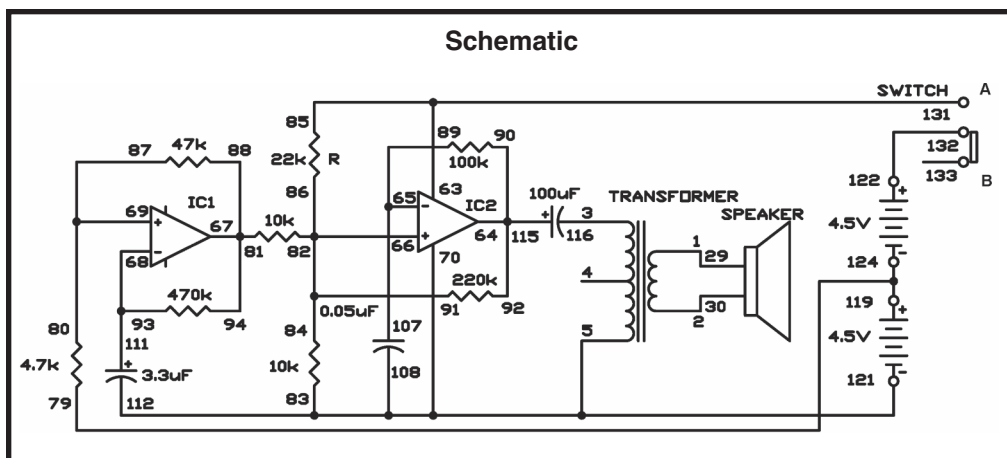 Schematic
SWITCH
A
131
132
133
B
85
22k
R
86
87
47k
88
89
90
100k
63
65
66
IC2
64
70
69
68
IC1
67
81
10k
82
470k
93
94
80
4.7k
79
111
3.3uF
112
84
10k
83
0.05uF
107
108
220k
91
92
100uF
115
116
3
4
5
TRANSFORMER
1
2
SPEAKER
29
30
122
+
4.5V
-
124
119
+
4.5V
-
121